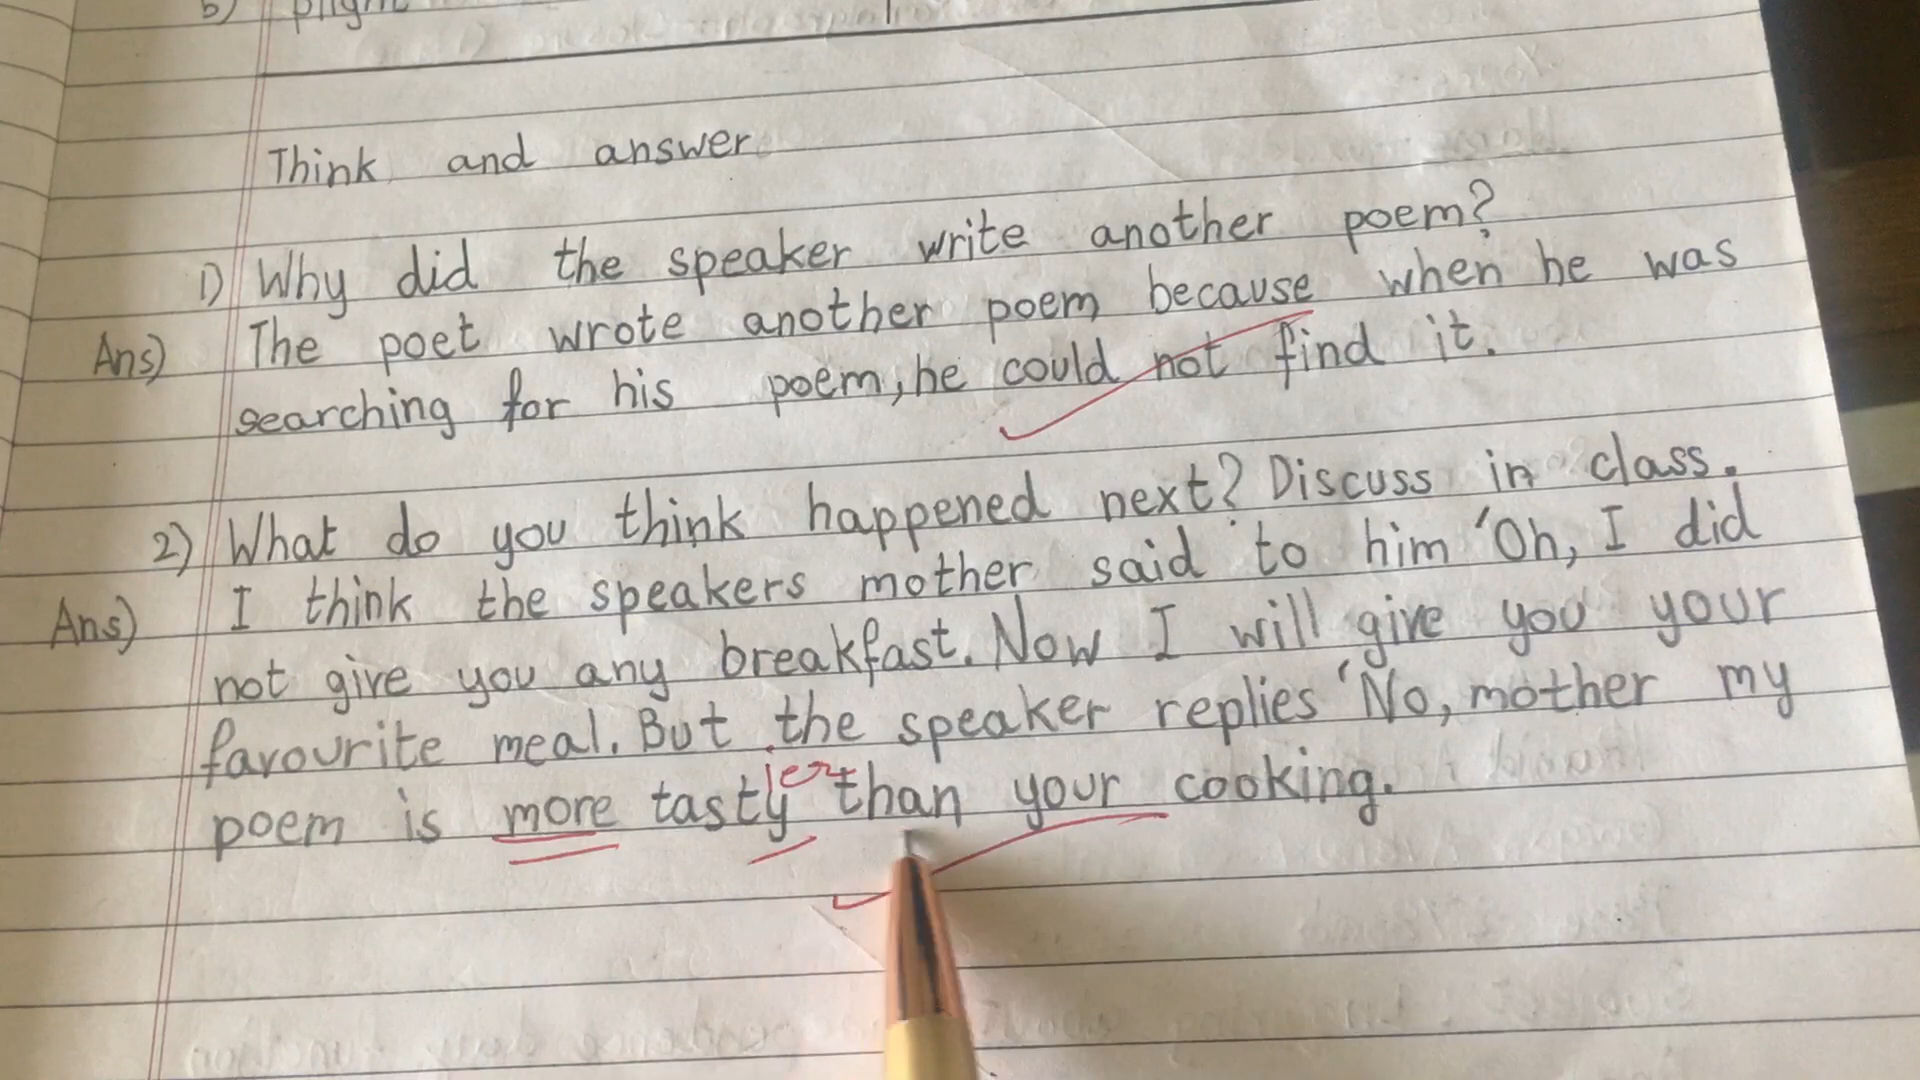 b) plight
Think and answer
1) Why did the speaker write another poem?
Ans) The poet wrote another poem because when he was
searching for his poem, he could not find it.
2) What do you think happened next? Discuss in class.
Ans) I think the speakers mother said to him 'Oh, I did
not give you any breakfast. Now I will give you your
favourite meal. But the speaker replies 'No, mother my
ier
poem is more tasty than your cooking.